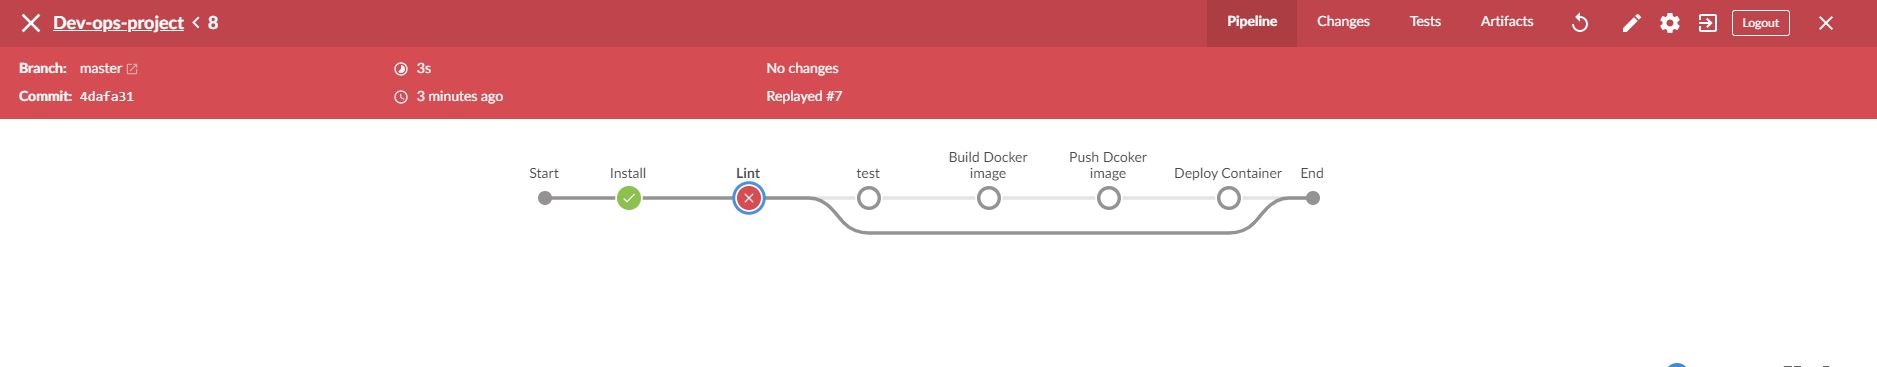 Dev-ops-project < 8
Pipeline
Changes
Tests
Artifacts
Logout
Branch: master
3s
No changes
Commit: 4dafa31
3 minutes ago
Replayed #7
Start
Install
Lint
test
Build Docker
image
Push Dcoker
image
Deploy Container
End